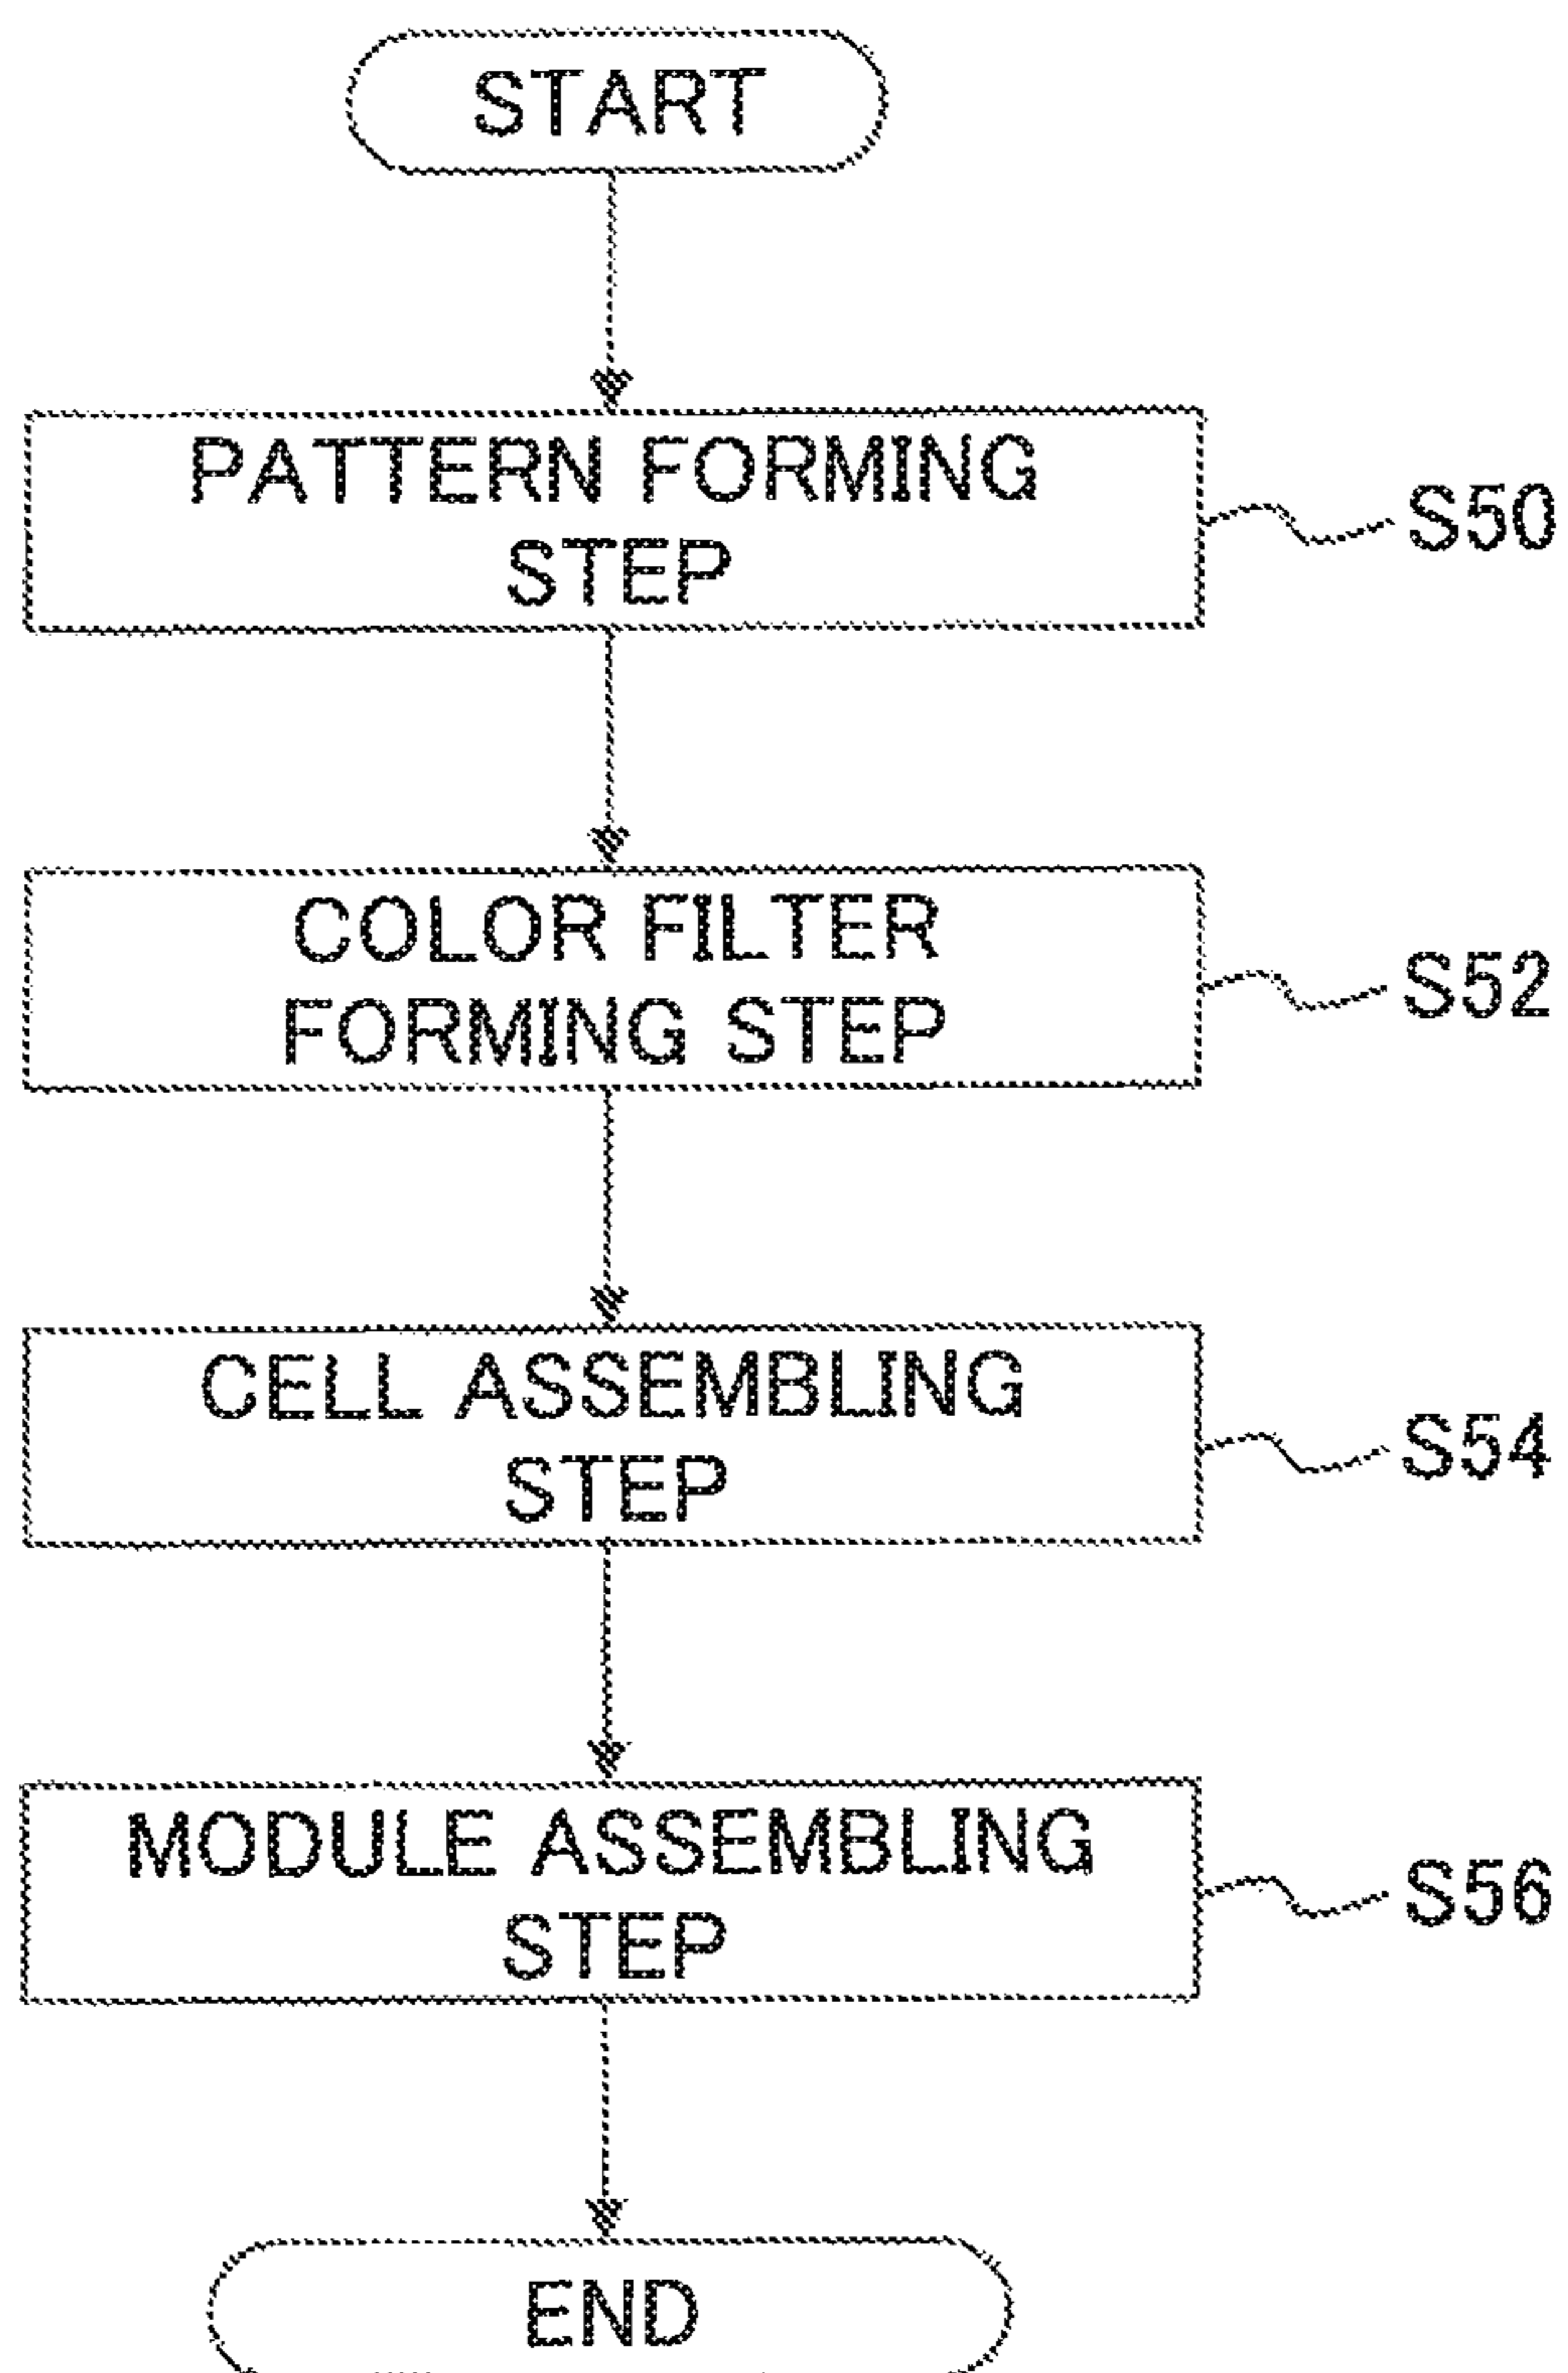 START
PATTERN FORMING
STEP
S50
COLOR FILTER
FORMING STEP
S52
CELL ASSEMBLING
STEP
S54
MODULE ASSEMBLING
STEP
S56
END